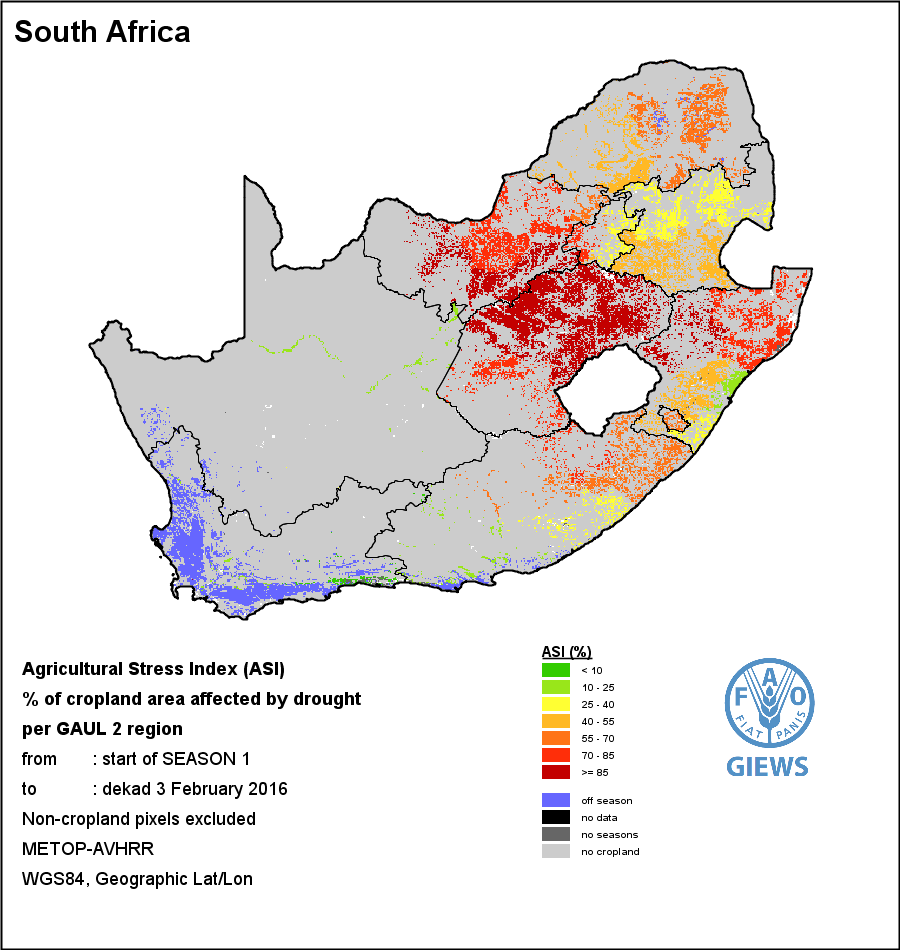 South Africa
Agricultural Stress Index (ASI)
% of cropland area affected by drought
per GAUL 2 region
from : start of SEASON 1
to : dekad 3 February 2016
Non-cropland pixels excluded
METOP-AVHRR
WGS84, Geographic Lat/Lon
ASI (%)
< 10
10 - 25
25 - 40
40 - 55
55 - 70
70 - 85
>= 85
off season
no data
no seasons
no cropland
F A O
FIAT PANIS
GIEWS